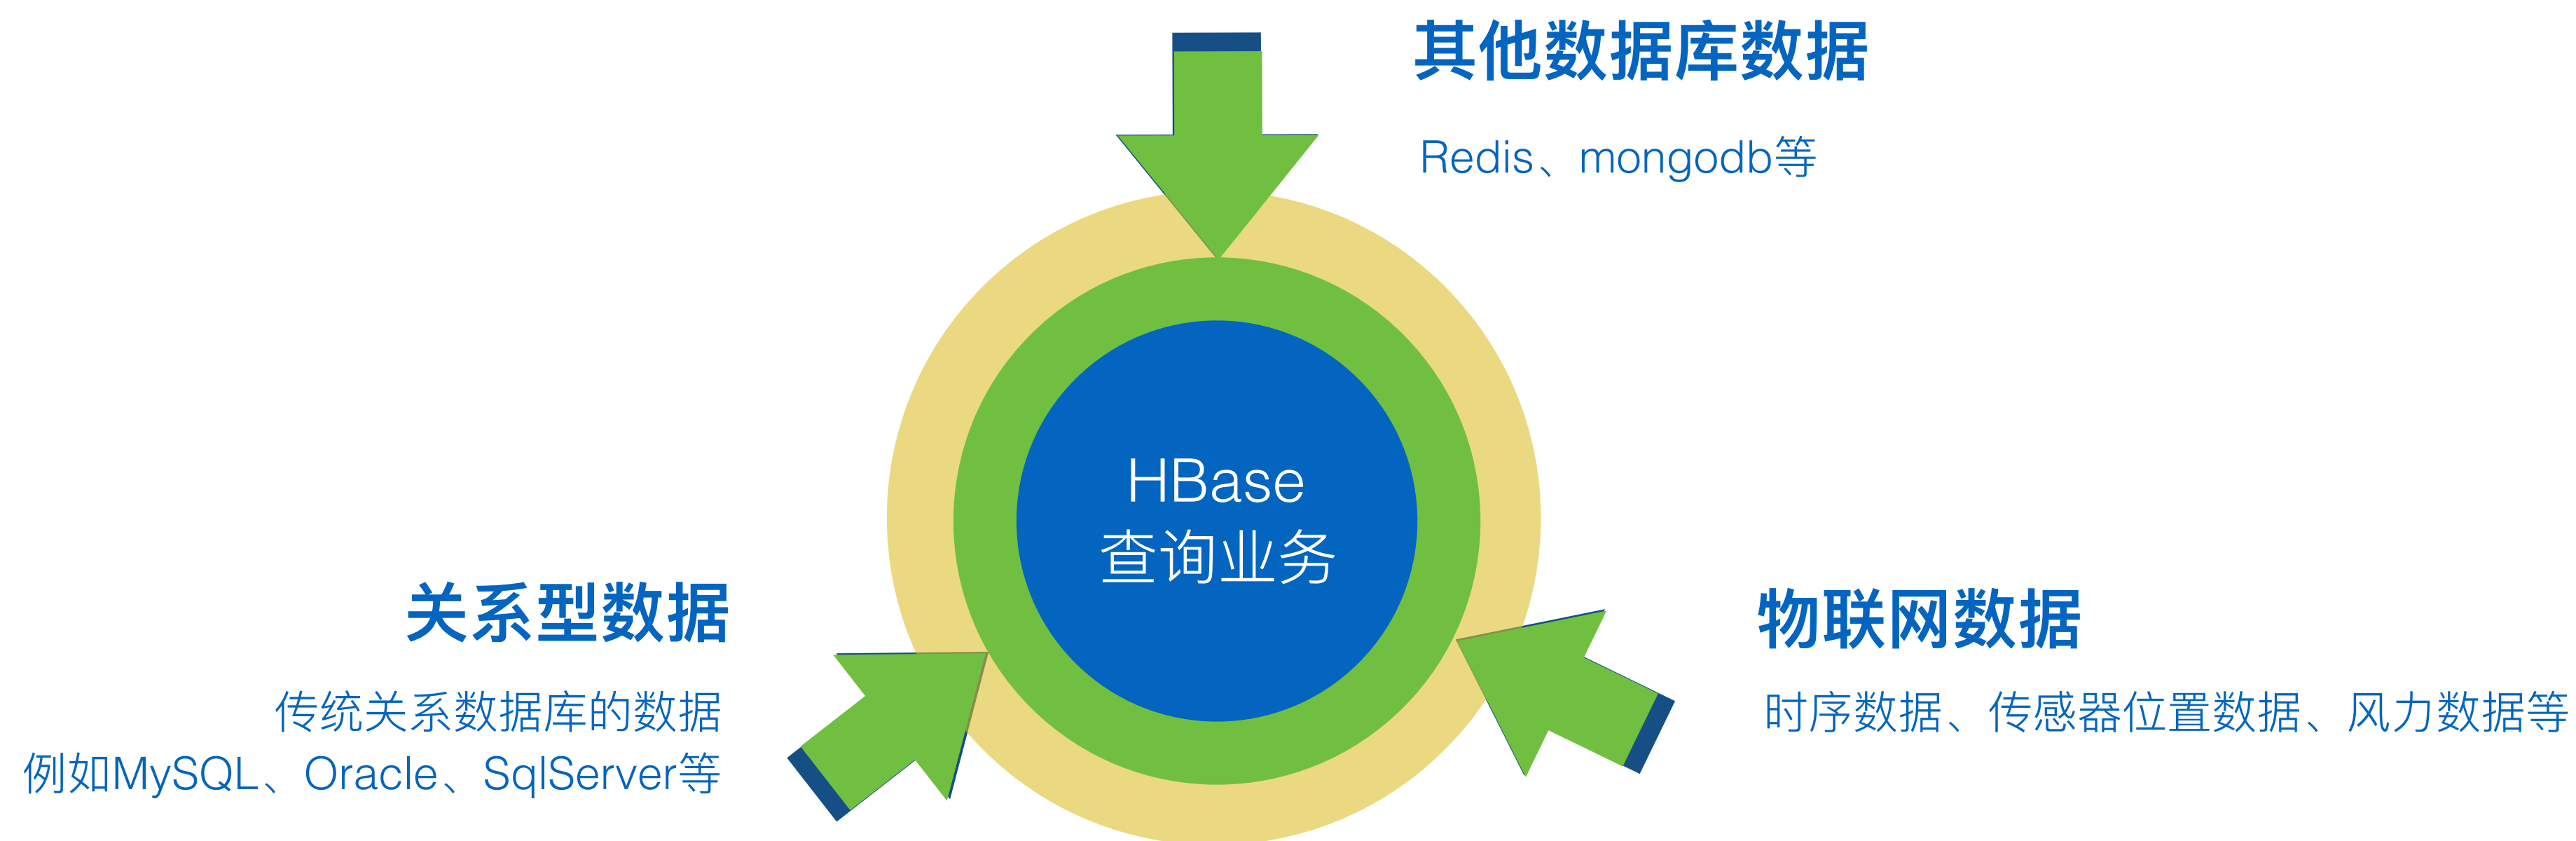 其他数据库数据
Redis、mongodb等
HBase
查询业务
关系型数据
传统关系数据库的数据
例如MySQL、Oracle、SqlServer等
物联网数据
时序数据、传感器位置数据、风力数据等